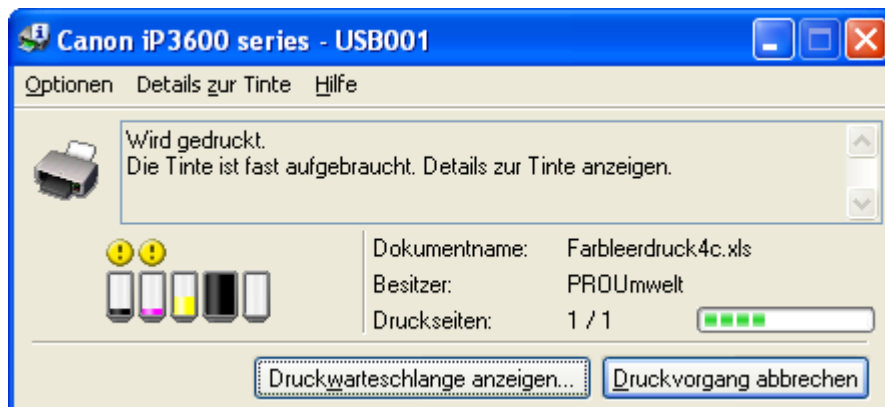 Canon iP3600 series - USB001
Optionen Details zur Tinte Hilfe
Wird gedruckt.
Die Tinte ist fast aufgebraucht. Details zur Tinte anzeigen.
Dokumentname: Farbleerdruck4c.xls
Besitzer: PROUmwelt
Druckseiten: 1 / 1
Druckwarteschlange anzeigen... Druckvorgang abbrechen